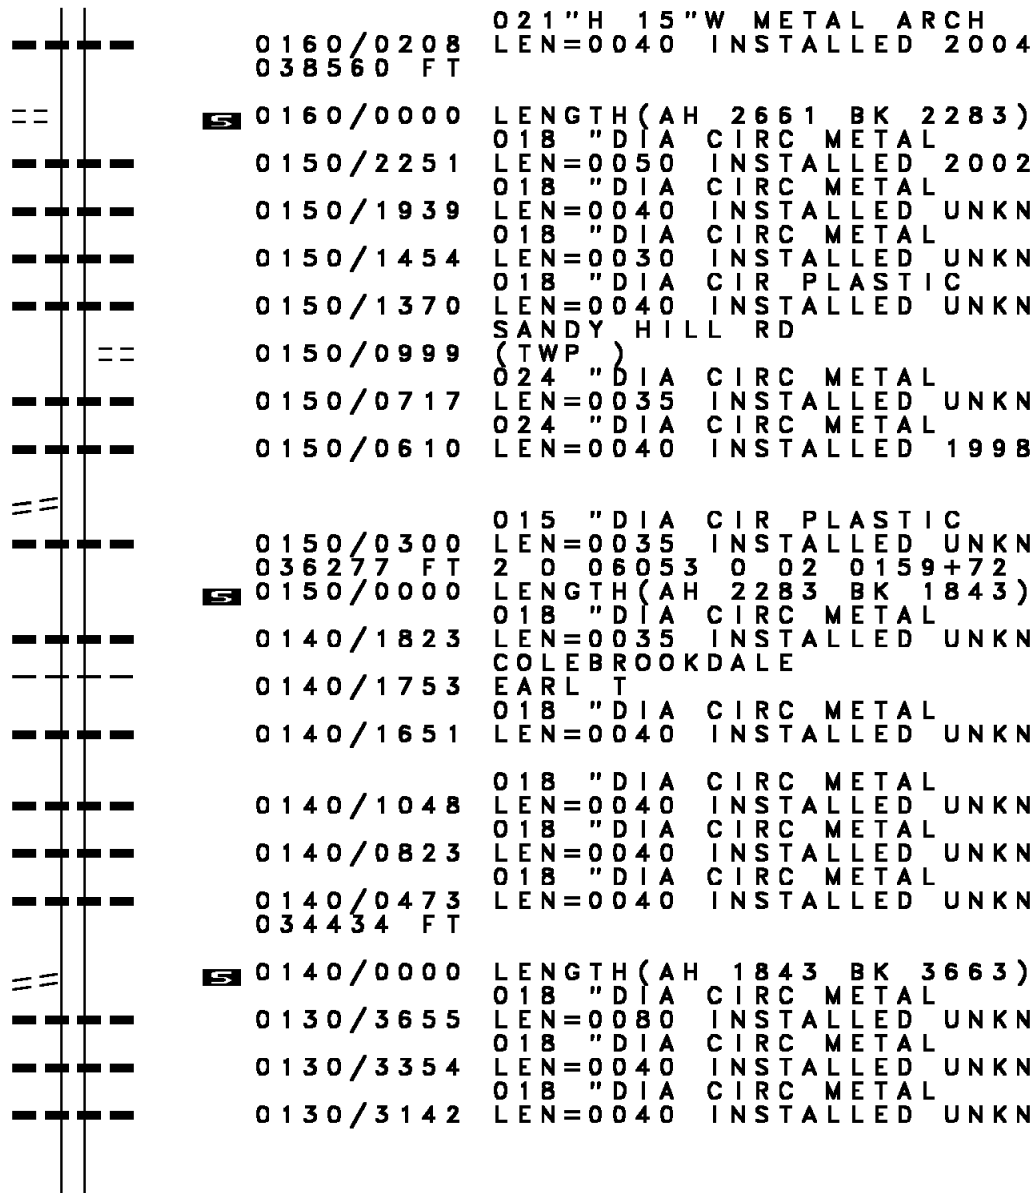 021"H 15"W METAL ARCH
0160/0208 LEN=0040 INSTALLED 2004
038560 FT
S 0160/0000 LENGTH(AH 2661 BK 2283)
018 "DIA CIRC METAL
0150/2251 LEN=0050 INSTALLED 2002
018 "DIA CIRC METAL
0150/1939 LEN=0040 INSTALLED UNKN
018 "DIA CIRC METAL
0150/1454 LEN=0030 INSTALLED UNKN
018 "DIA CIR PLASTIC
0150/1370 LEN=0040 INSTALLED UNKN
SANDY HILL RD
0150/0999 (TWP )
024 "DIA CIRC METAL
0150/0717 LEN=0035 INSTALLED UNKN
024 "DIA CIRC METAL
0150/0610 LEN=0040 INSTALLED 1998
015 "DIA CIR PLASTIC
0150/0300 LEN=0035 INSTALLED UNKN
036277 FT 2 0 06053 0 02 0159+72
S 0150/0000 LENGTH(AH 2283 BK 1843)
018 "DIA CIRC METAL
0140/1823 LEN=0035 INSTALLED UNKN
COLEBROOKDALE
0140/1753 EARL T
018 "DIA CIRC METAL
0140/1651 LEN=0040 INSTALLED UNKN
018 "DIA CIRC METAL
0140/1048 LEN=0040 INSTALLED UNKN
018 "DIA CIRC METAL
0140/0823 LEN=0040 INSTALLED UNKN
018 "DIA CIRC METAL
0140/0473 LEN=0040 INSTALLED UNKN
034434 FT
S 0140/0000 LENGTH(AH 1843 BK 3663)
018 "DIA CIRC METAL
0130/3655 LEN=0080 INSTALLED UNKN
018 "DIA CIRC METAL
0130/3354 LEN=0040 INSTALLED UNKN
018 "DIA CIRC METAL
0130/3142 LEN=0040 INSTALLED UNKN